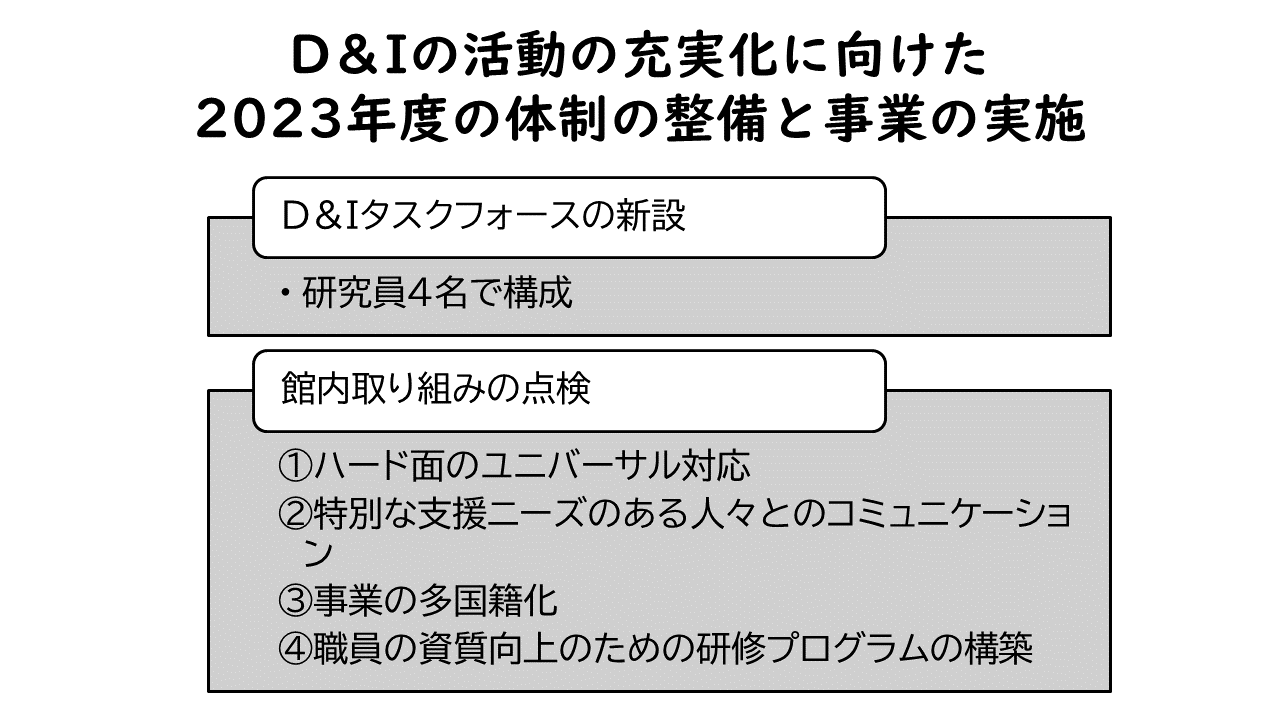 D＆Iの活動の充実化に向けた
2023年度の体制の整備と事業の実施
D＆Iタスクフォースの新設
・研究員4名で構成
館内取り組みの点検
①ハード面のユニバーサル対応
②特別な支援ニーズのある人々とのコミュニケーショ
ン
③事業の多国籍化
④職員の資質向上のための研修プログラムの構築